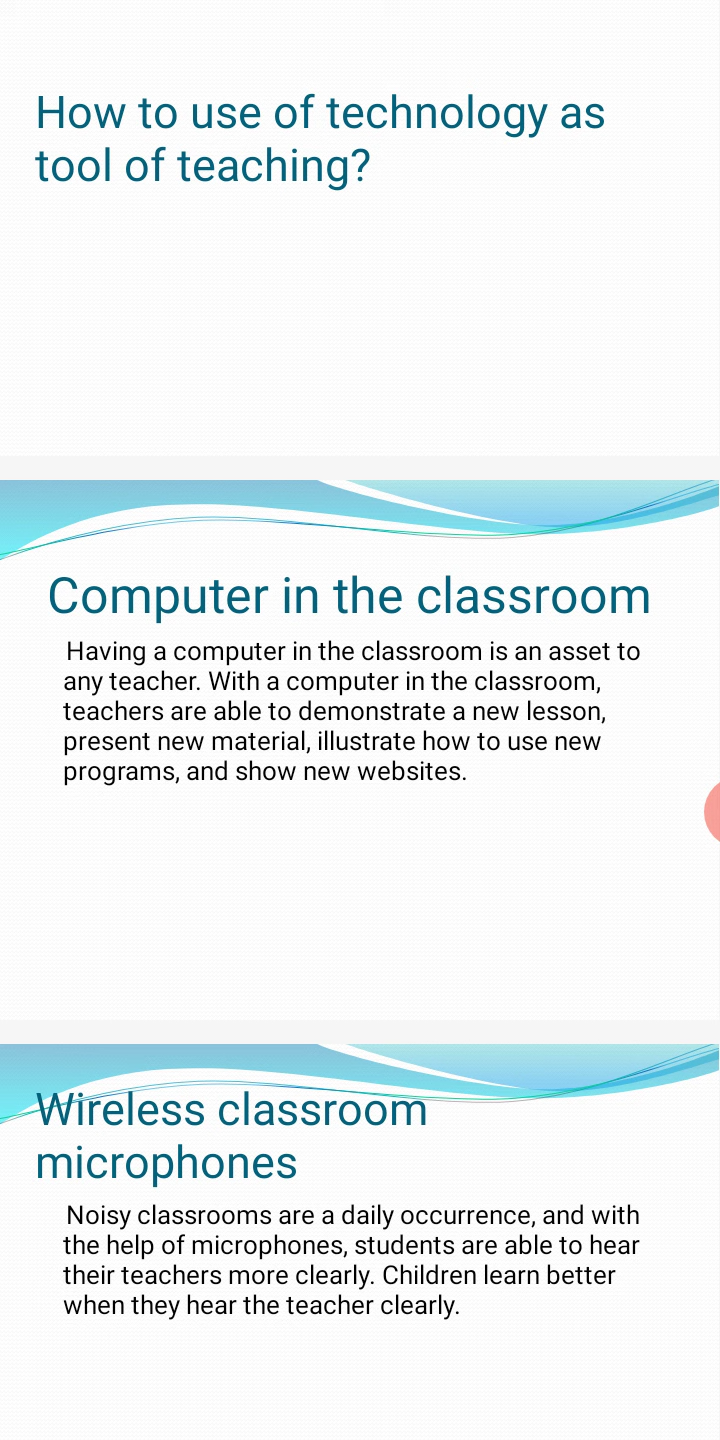 How to use of technology as
tool of teaching?
Computer in the classroom
Having a computer in the classroom is an asset to
any teacher. With a computer in the classroom,
teachers are able to demonstrate a new lesson,
present new material, illustrate how to use new
programs, and show new websites.
Wireless classroom
microphones
Noisy classrooms are a daily occurrence, and with
the help of microphones, students are able to hear
their teachers more clearly. Children learn better
when they hear the teacher clearly.